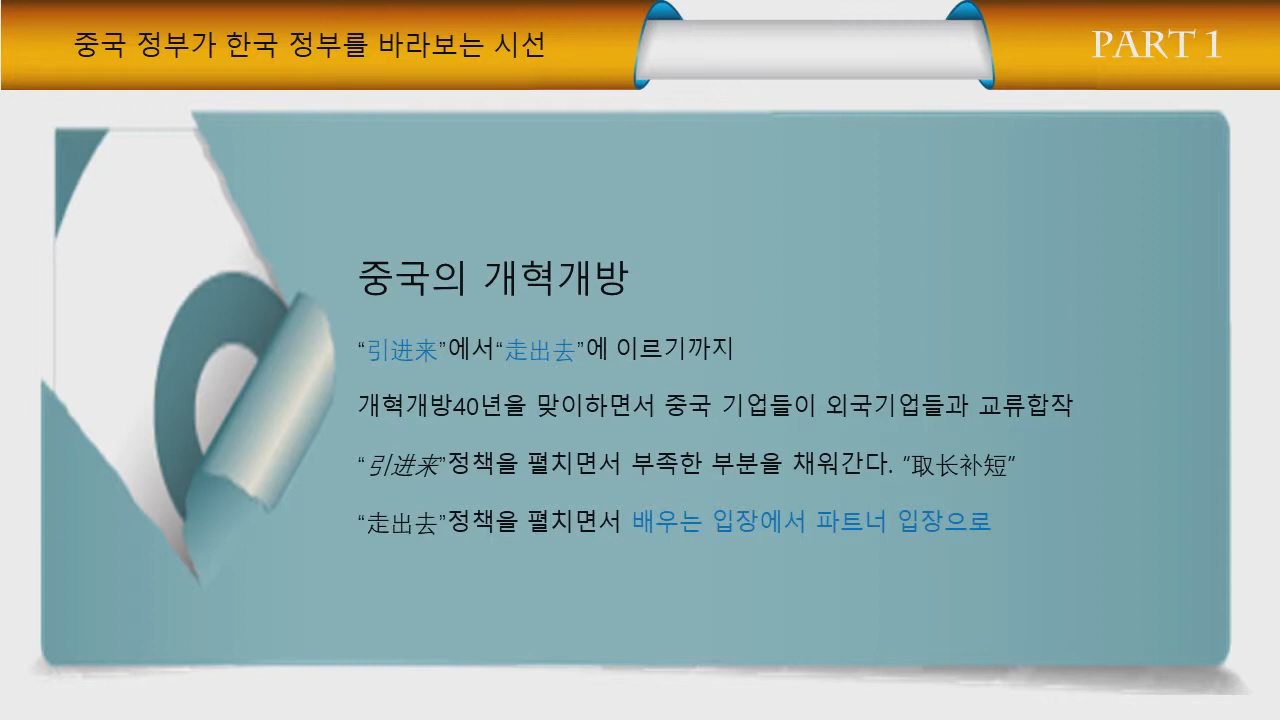 중국 정부가 한국 정부를 바라보는 시선
PART 1
중국의 개혁개방
“引进来”에서“走出去”에 이르기까지
개혁개방40년을 맞이하면서 중국 기업들이 외국기업들과 교류합작
“引进来”정책을 펼치면서 부족한 부분을 채워간다. “取长补短”
“走出去”정책을 펼치면서 배우는 입장에서 파트너 입장으로